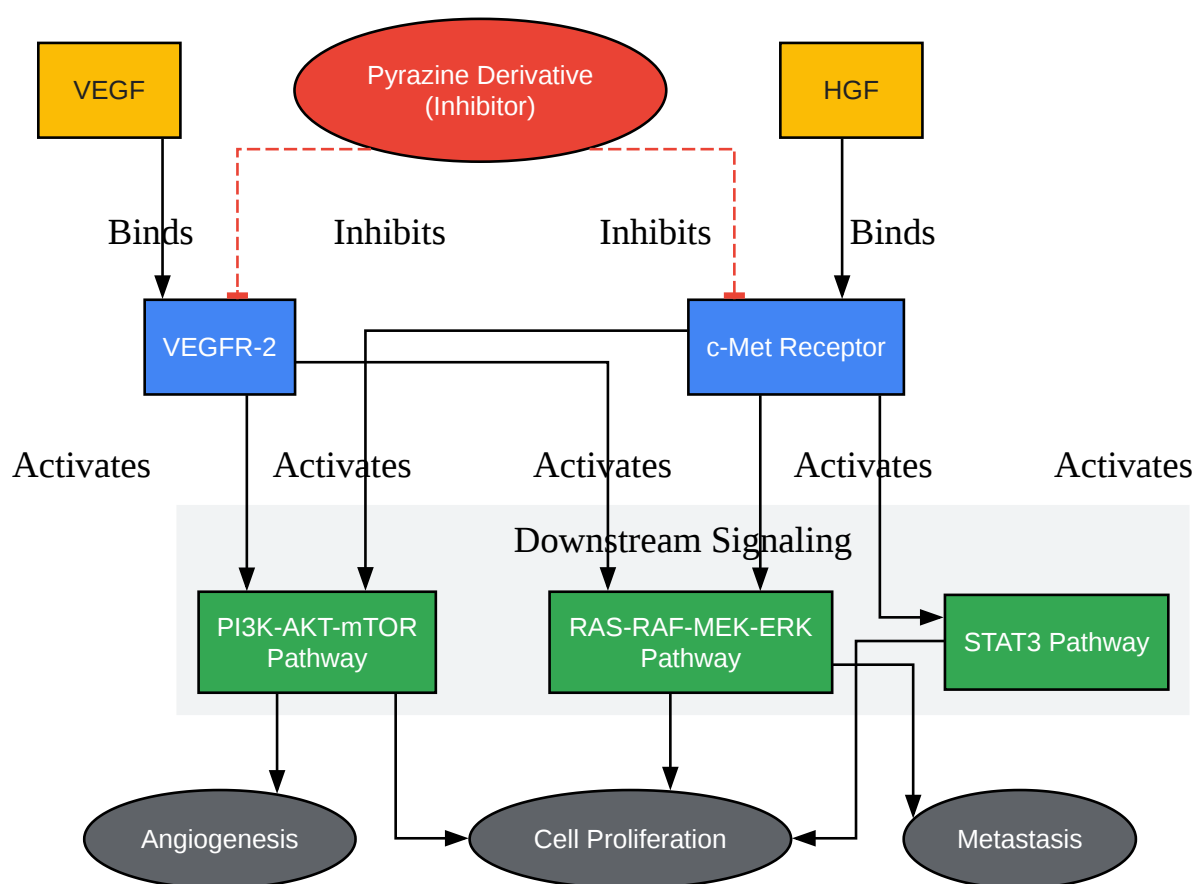 VEGF
Pyrazine Derivative
(Inhibitor)
HGF
Binds
Inhibits
Inhibits
Binds
VEGFR-2
c-Met Receptor
Activates
Activates
Activates
Activates
Activates
Downstream Signaling
PI3K-AKT-mTOR
Pathway
RAS-RAF-MEK-ERK
Pathway
STAT3 Pathway
Angiogenesis
Cell Proliferation
Metastasis